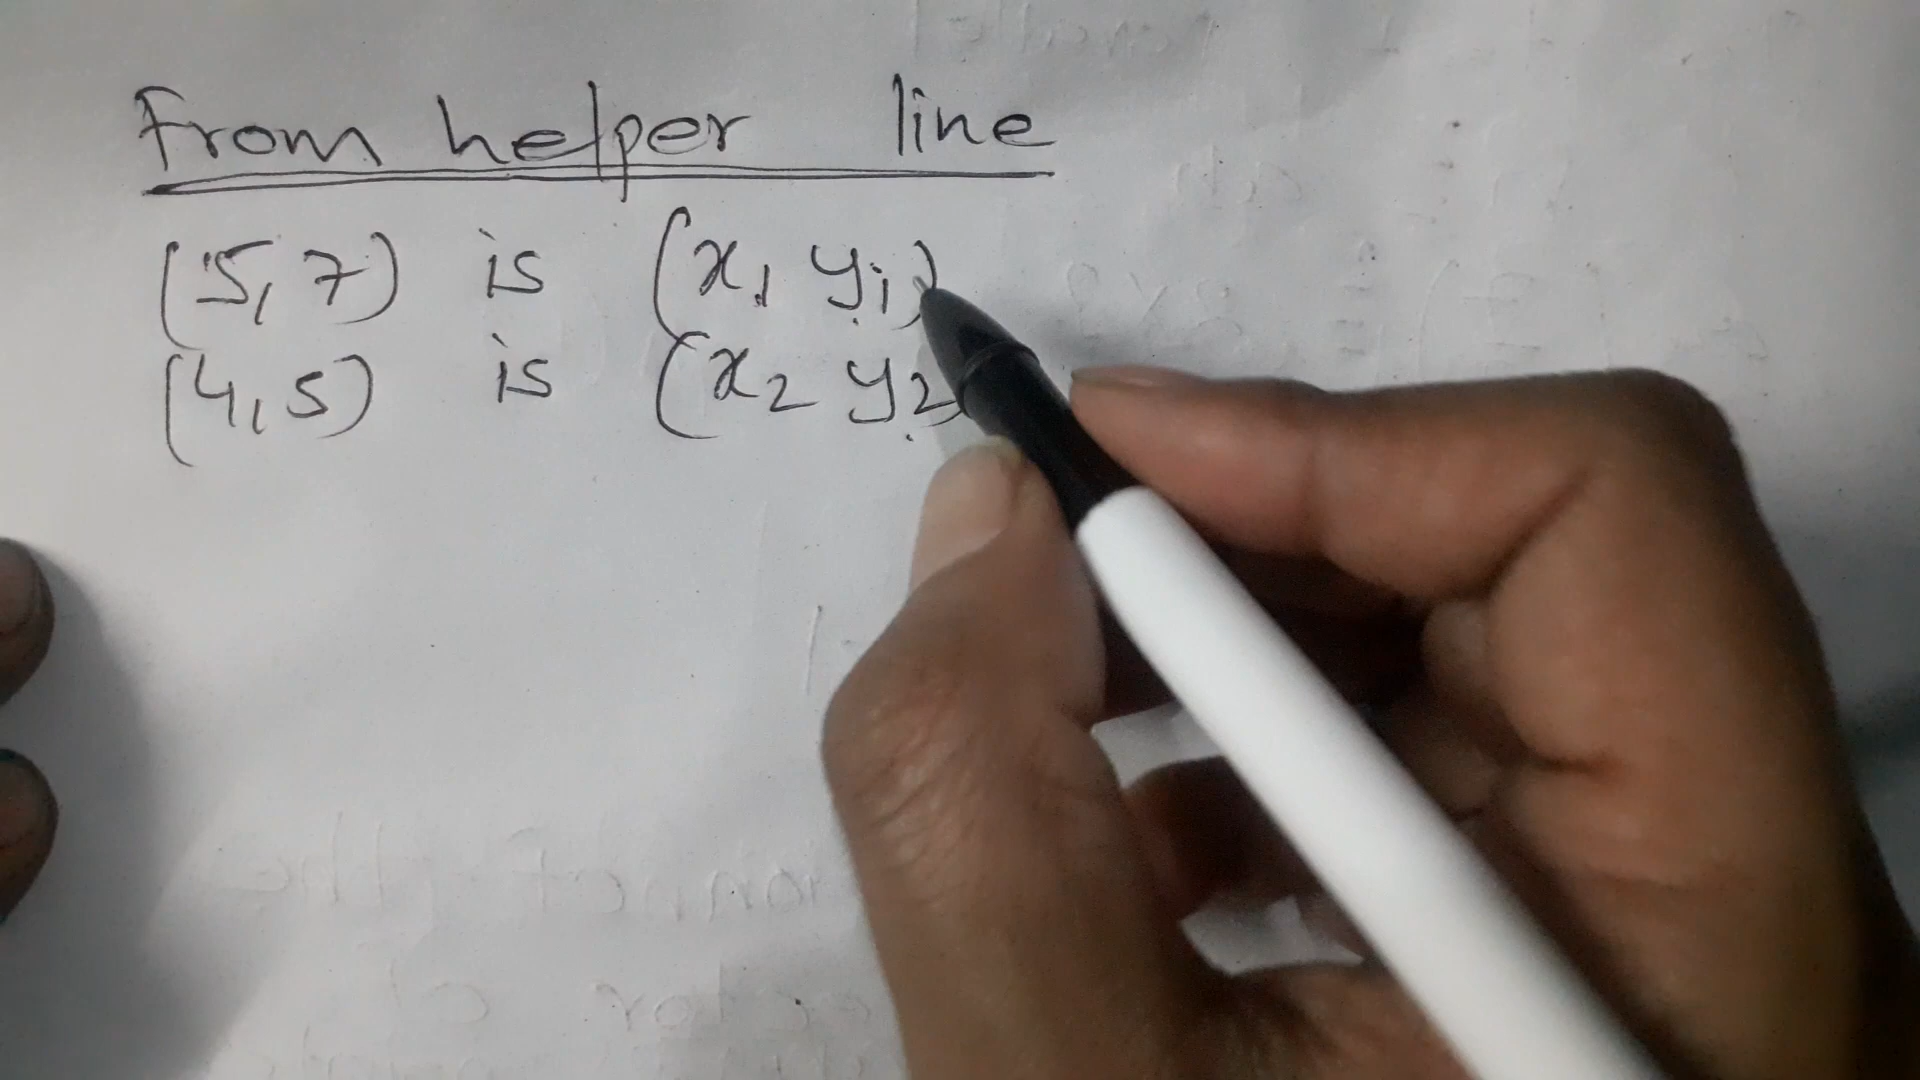 From helper line
(5,7) is (x1 y1)
(4,5) is (x2 y2)